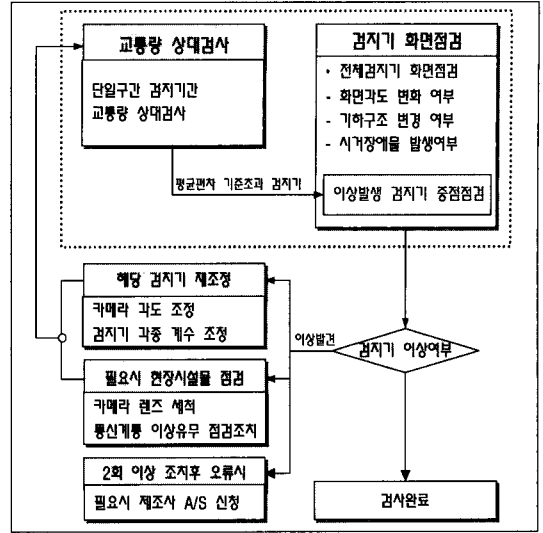 교통량 상대검사
단일구간 검지기간
교통량 상대검사
검지기 화면점검
• 전체검지기 화면점검
- 화면각도 변화 여부
- 기하구조 변경 여부
- 시거장애물 발생여부
평균편차 기준초과 검지기
이상발생 검지기 중점점검
해당 검지기 재조정
카메라 각도 조정
검지기 각종 계수 조정
이상발견
검지기 이상여부
필요시 현장시설물 점검
카메라 렌즈 세척
통신계통 이상유무 점검조치
2회 이상 조치후 오류시
필요시 제조사 A/S 신청
검사완료